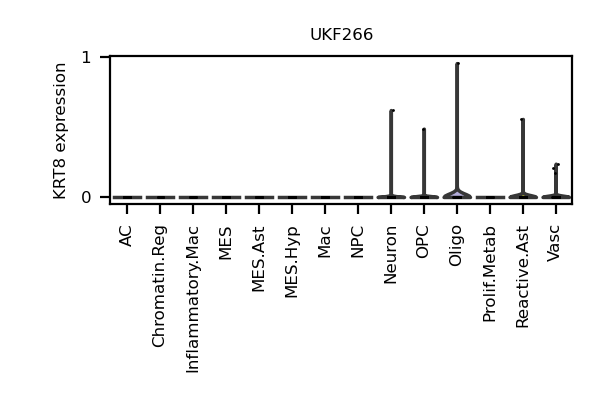 UKF266
KRT8 expression
1
0
AC
Chromatin.Reg
Inflammatory.Mac
MES
MES.Ast
MES.Hyp
Mac
NPC
Neuron
OPC
Oligo
Prolif.Metab
Reactive.Ast
Vasc